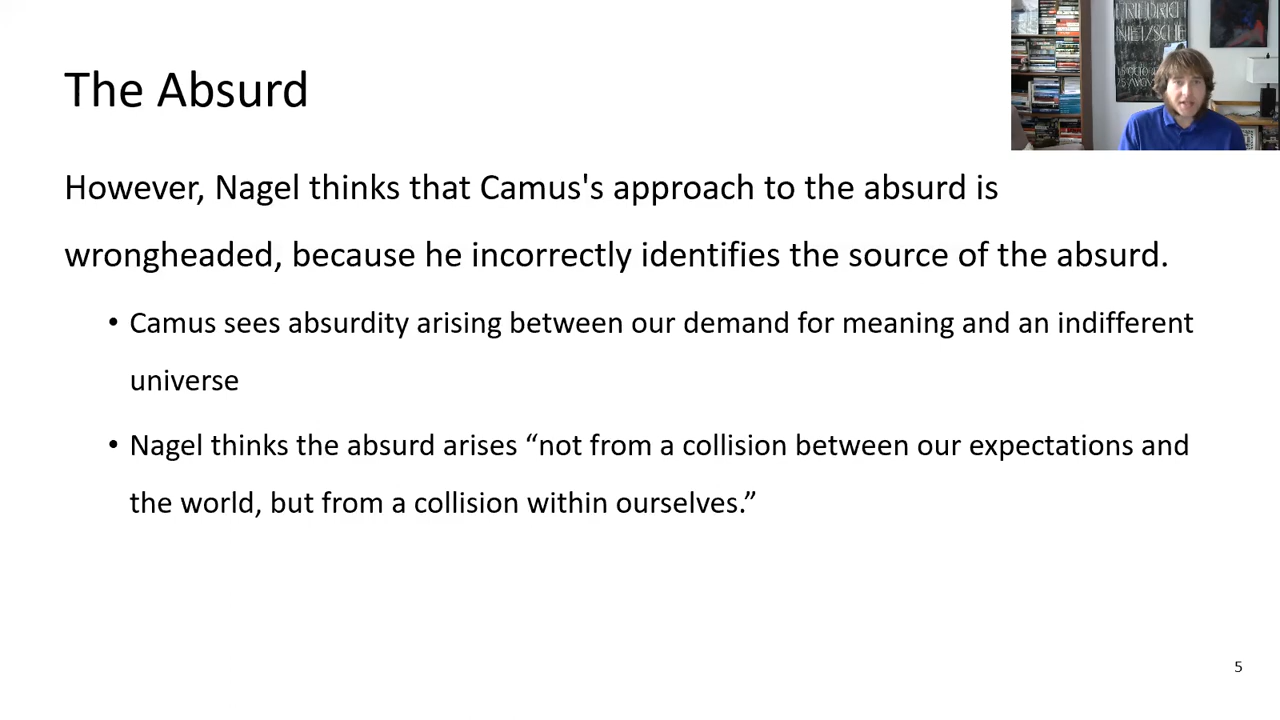 The Absurd
FRIEDRICH
NIETZSCHE
However, Nagel thinks that Camus's approach to the absurd is
wrongheaded, because he incorrectly identifies the source of the absurd.
• Camus sees absurdity arising between our demand for meaning and an indifferent
universe
• Nagel thinks the absurd arises “not from a collision between our expectations and
the world, but from a collision within ourselves.”
5